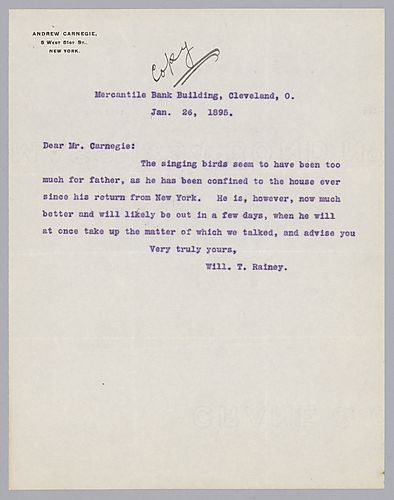 ANDREW CARNEGIE,
5 WEST 51ST ST.,
NEW YORK.
Copy
Mercantile Bank Building, Cleveland, O.
Jan. 26, 1895.
Dear Mr. Carnegie:
The singing birds seem to have been too
much for father, as he has been confined to the house ever
since his return from New York. He is, however, now much
better and will likely be out in a few days, when he will
at once take up the matter of which we talked, and advise you
Very truly yours,
Will. T. Rainey.